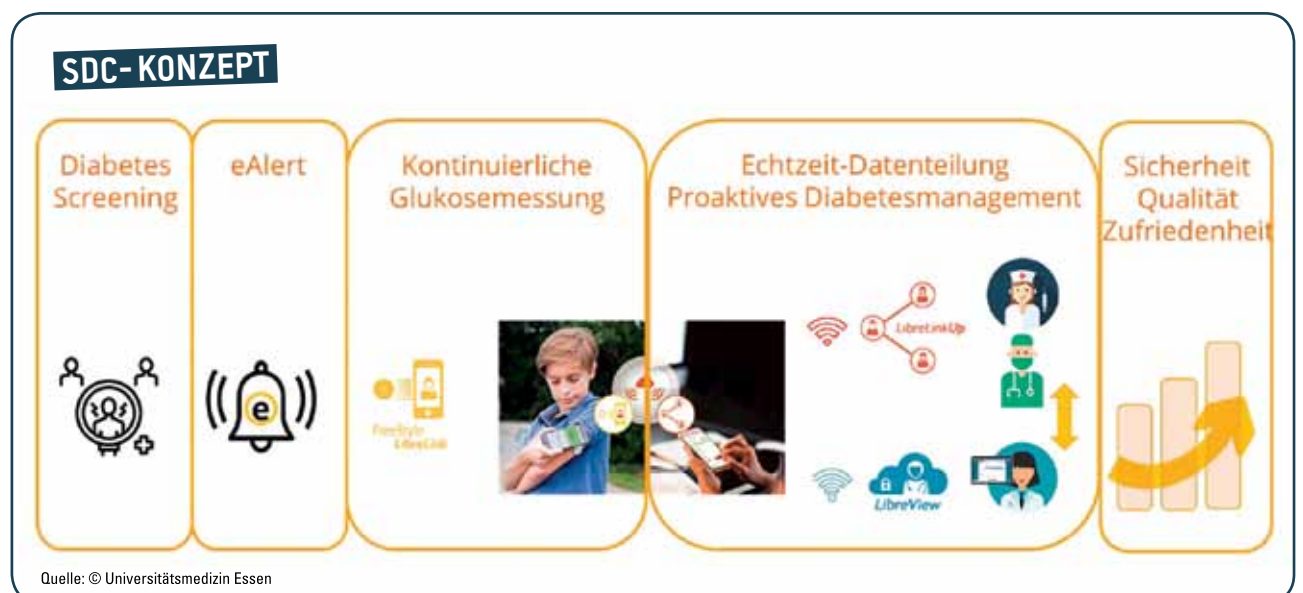 SDC-KONZEPT
Diabetes
Screening
eAlert
Kontinuierliche
Glukosemessung
Echtzeit-Datenteilung
Proaktives Diabetesmanagement
Sicherheit
Qualität
Zufriedenheit
e
FreeStyle
LibreLink
LibreLinkUp
LibreView
Quelle: © Universitätsmedizin Essen